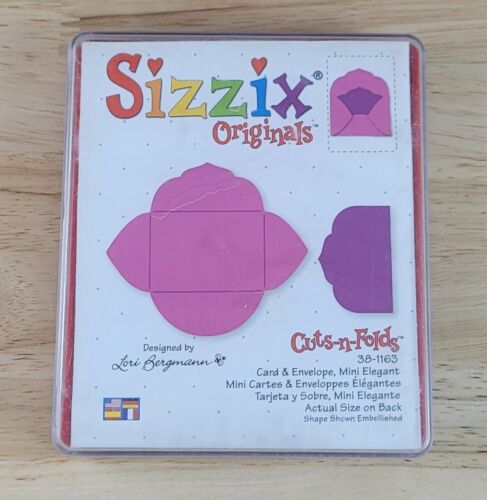 Sizzix®
Originals™
Designed by
Lori Bergmann
Cuts-n-Folds™
38-1163
Card & Envelope, Mini Elegant
Mini Cartes & Enveloppes Élégantes
Tarjeta y Sobre, Mini Elegante
Actual Size on Back
Shape Shown, Embellished